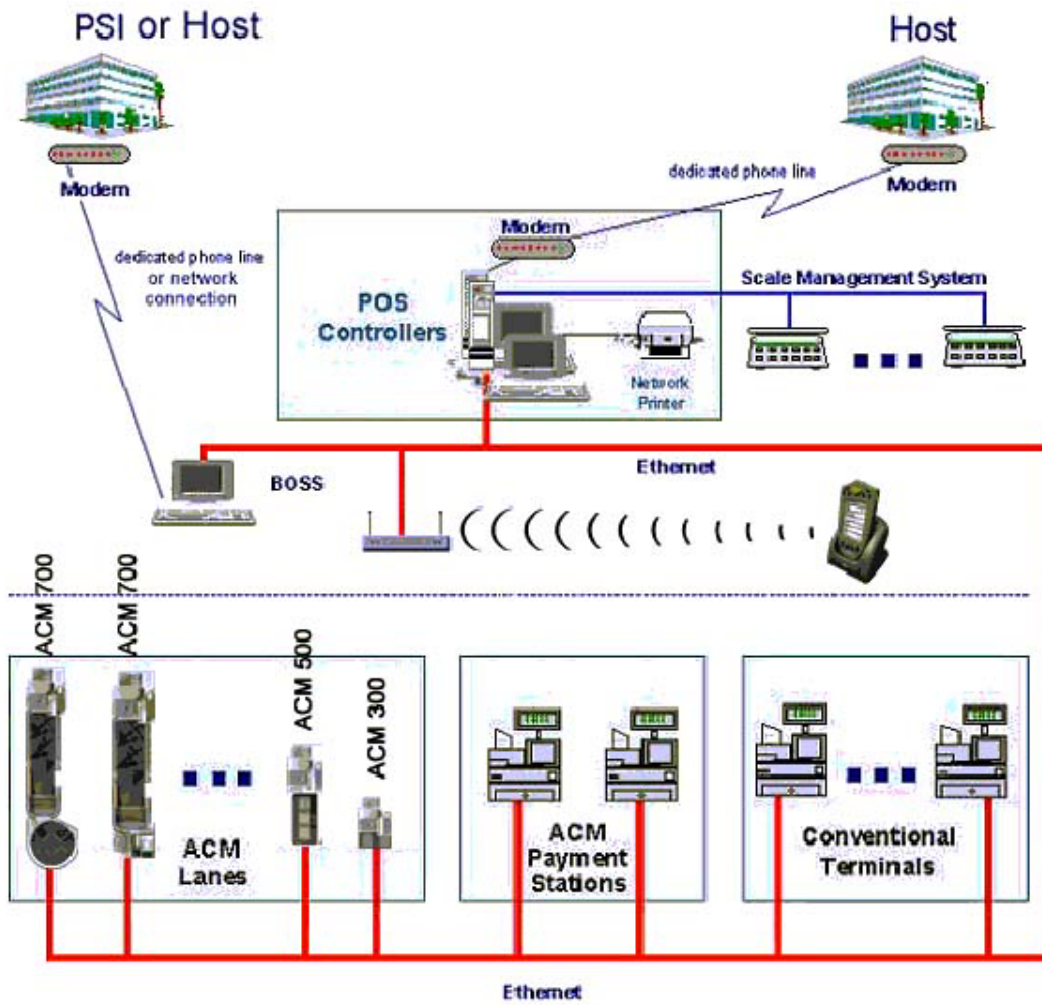 PSI or Host
Host
Modem
dedicated phone line
Modem
dedicated phone line
or network
connection
Modem
POS
Controllers
Scale Management System
Network
Printer
Ethernet
BOSS
ACM 700
ACM 700
ACM 500
ACM 300
ACM
Lanes
ACM
Payment
Stations
Conventional
Terminals
Ethernet